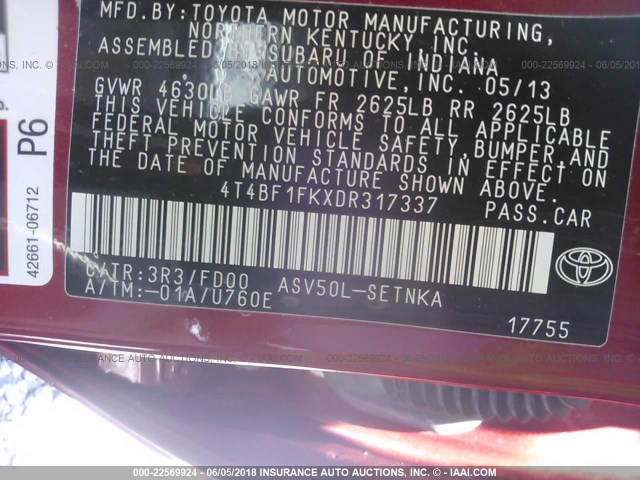 MFD.BY: TOYOTA MOTOR MANUFACTURING,
NORTHERN KENTUCKY INC.
ASSEMBLED BY: SUBARU OF INDIANA
AUTOMOTIVE, INC. 05/13
GVWR 4630LB GAWR FR 2625LB RR 2625LB
THIS VEHICLE CONFORMS TO ALL APPLICABLE
FEDERAL MOTOR VEHICLE SAFETY, BUMPER, AND
THEFT PREVENTION STANDARDS IN EFFECT ON
THE DATE OF MANUFACTURE SHOWN ABOVE.
4T4BF1FKXDR317337 PASS.CAR
C/TR:3R3/FD00 ASV50L-SETNKA
A/TM:-01A/U760E
TOYOTA
17755
P6
42661-06712
000-22569924 - 06/05/2018 INSURANCE AUTO AUCTIONS, INC. © - IAAI.COM